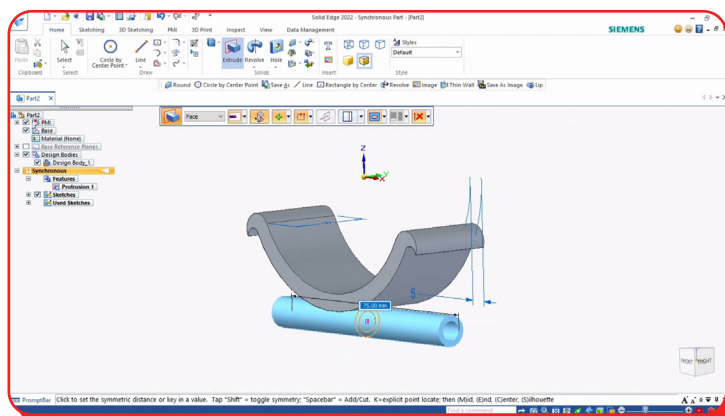 Solid Edge 2022 - Synchronous Part - [Part2]
Home Sketching 3D Sketching PMI 3D Print Inspect View Data Management
SIEMENS
Paste
Select
Circle by
Center Point
Line
Extrude Revolve Hole
Styles
Default
Clipboard Select Draw Solids Insert Style
Round Circle by Center Point Save As Line Rectangle by Center Revolve Image Thin Wall Save As Image Lip
Part2
Face
Part2
PMI
Base
Material (None)
Base Reference Planes
Design Bodies
Design Body_1
Synchronous
Features
Protrusion 1
Sketches
Used Sketches
Z
Y
X
5
75.00 mm
FRONT RIGHT
PromptBar Click to set the symmetric distance or key in a value. Tap "Shift" = toggle symmetry; "Spacebar" = Add/Cut. K=explicit point locate; then (M)id, (E)nd, (C)enter, (S)ilhouette
Find a command